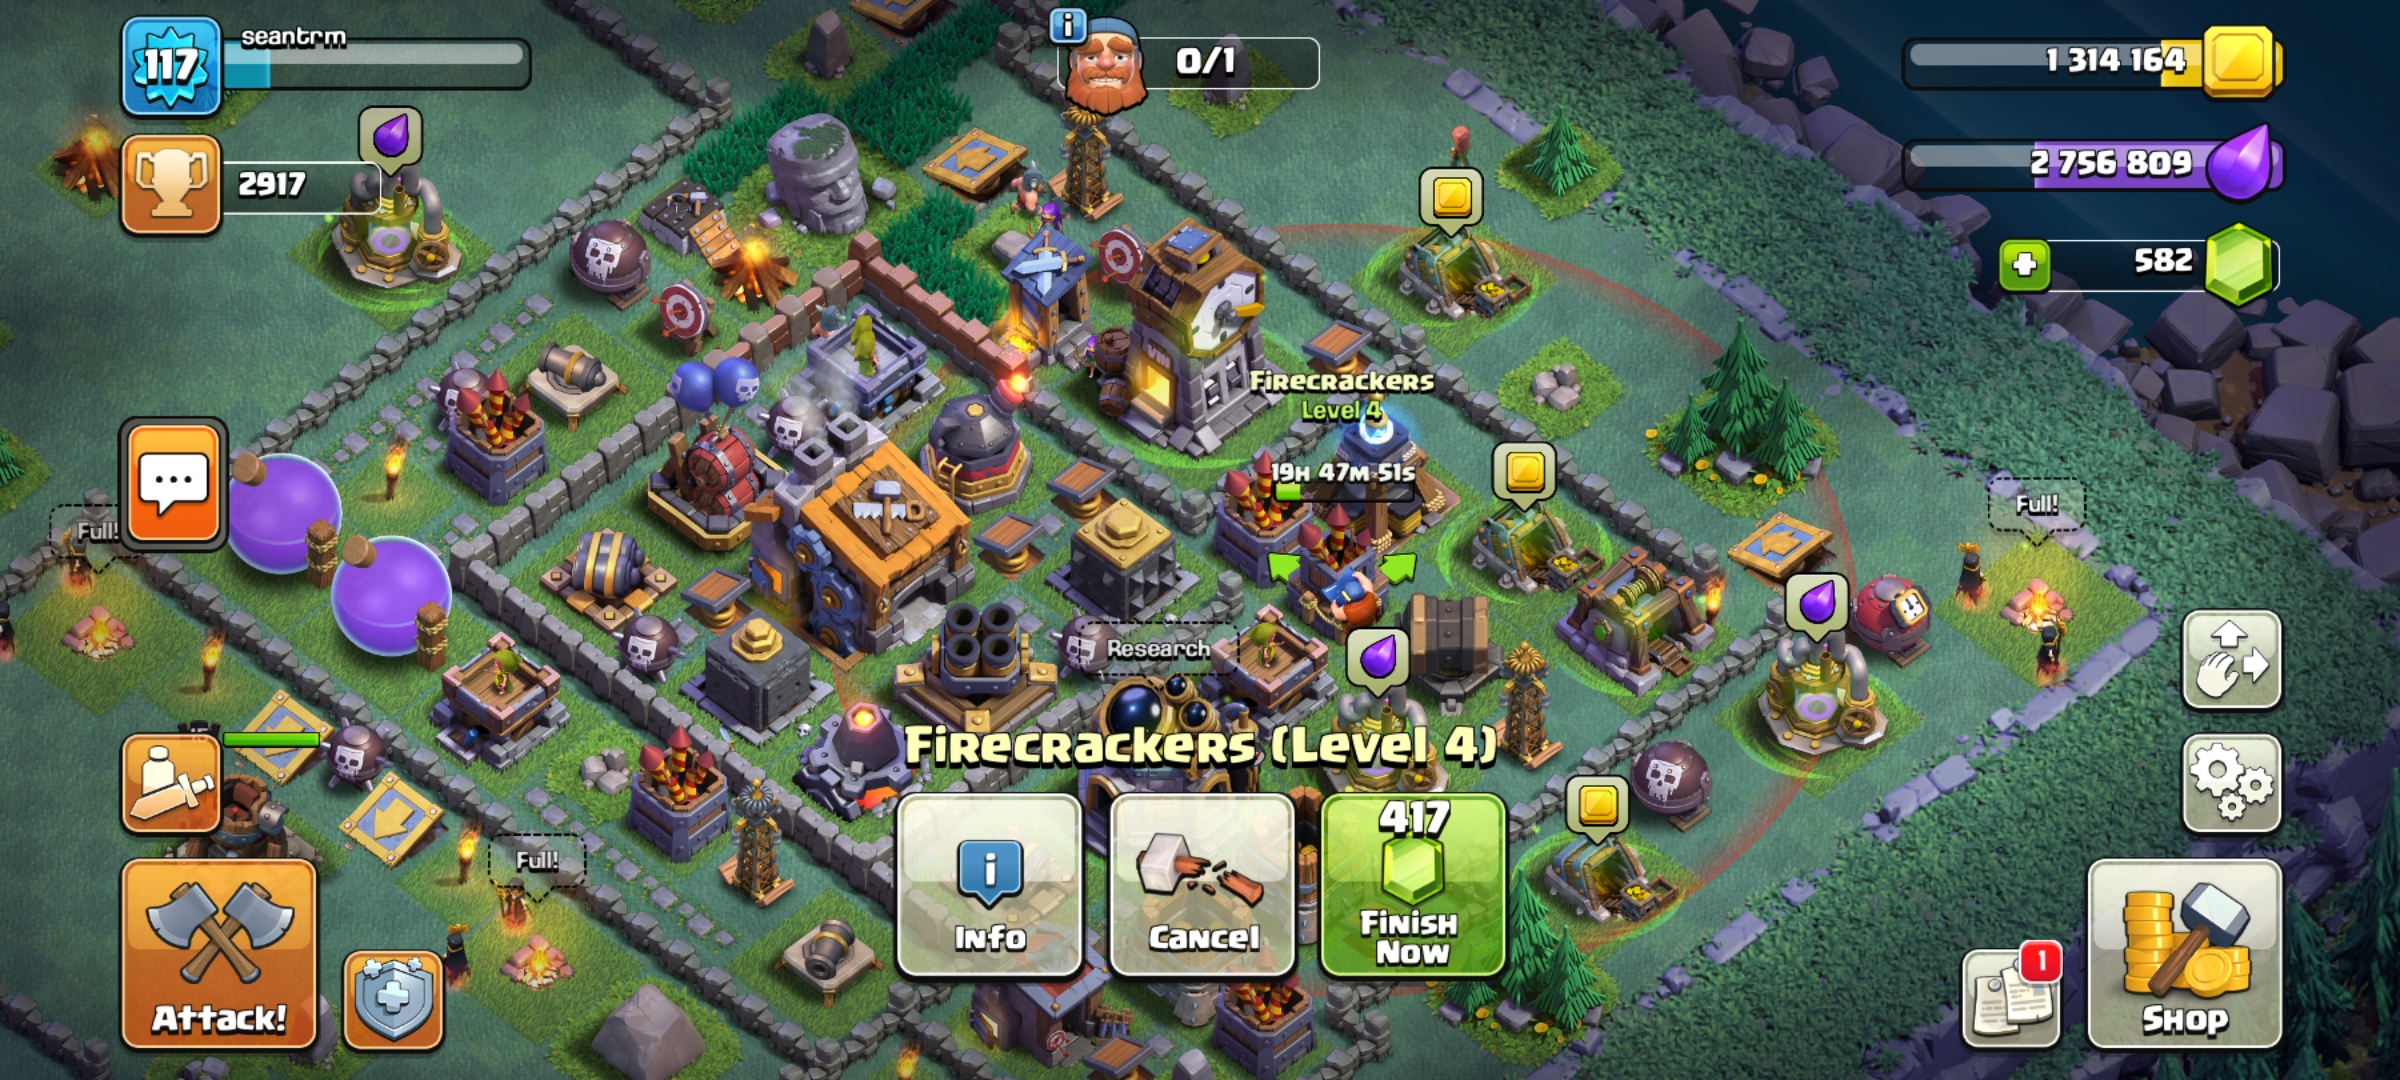 117
seantrm
0/1
1 314 164
2917
2 756 809
582
Firecrackers
Level 4
19H 47M 51s
Full!
Full!
Research
Firecrackers (Level 4)
417
Full!
Info
Cancel
Finish
Now
Attack!
1
Shop